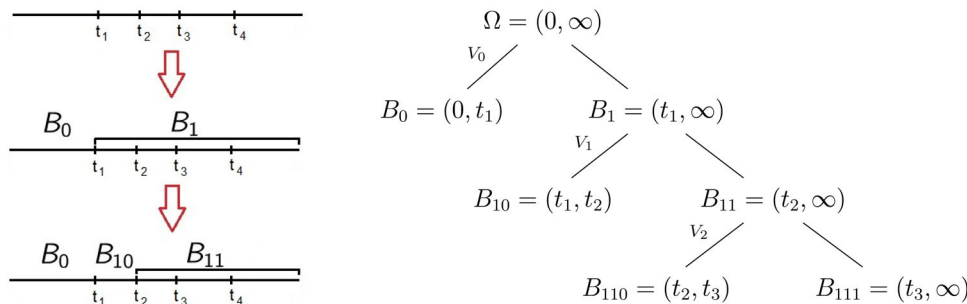 t₁ t₂ t₃ t₄
B₀ B₁
t₁ t₂ t₃ t₄
B₀ B₁₀ B₁₁
t₁ t₂ t₃ t₄
Ω = (0, ∞)
V₀
B₀ = (0, t₁) B₁ = (t₁, ∞)
V₁
B₁₀ = (t₁, t₂) B₁₁ = (t₂, ∞)
V₂
B₁₁₀ = (t₂, t₃) B₁₁₁ = (t₃, ∞)